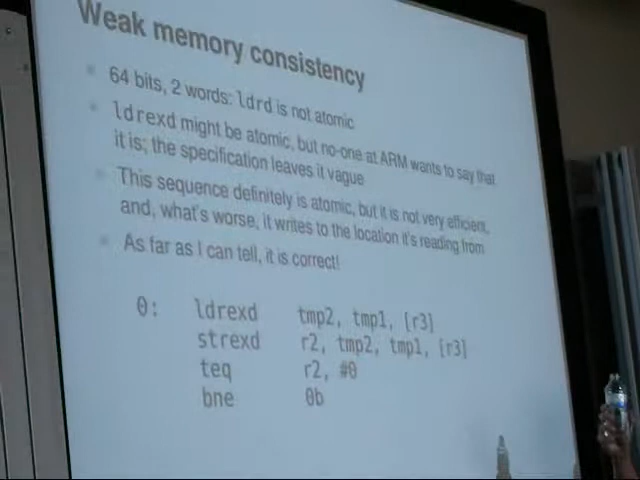 Weak memory consistency
64 bits, 2 words: ldrd is not atomic
ldrexd might be atomic, but no-one at ARM wants to say that
it is; the specification leaves it vague
This sequence definitely is atomic, but it is not very efficient,
and, what's worse, it writes to the location it's reading from
As far as I can tell, it is correct!
0: ldrexd tmp2, tmp1, [r3]
strexd r2, tmp2, tmp1, [r3]
teq r2, #0
bne 0b